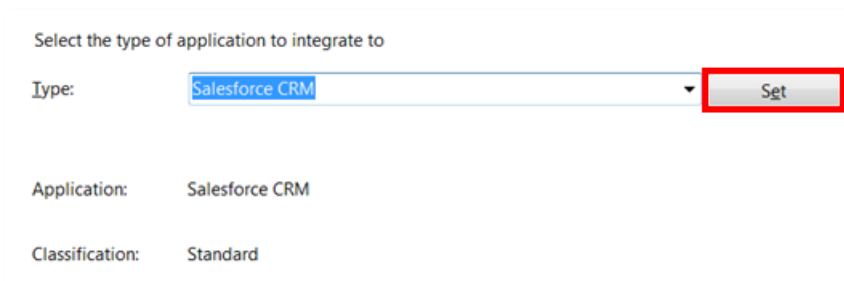 Select the type of application to integrate to
Type: Salesforce CRM Set
Application: Salesforce CRM
Classification: Standard